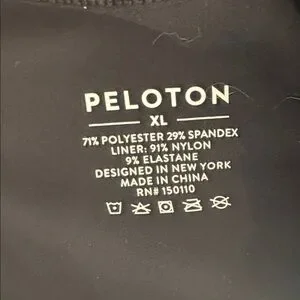 PELOTON
XL
71% POLYESTER 29% SPANDEX
LINER: 91% NYLON
9% ELASTANE
DESIGNED IN NEW YORK
MADE IN CHINA
RN# 150110